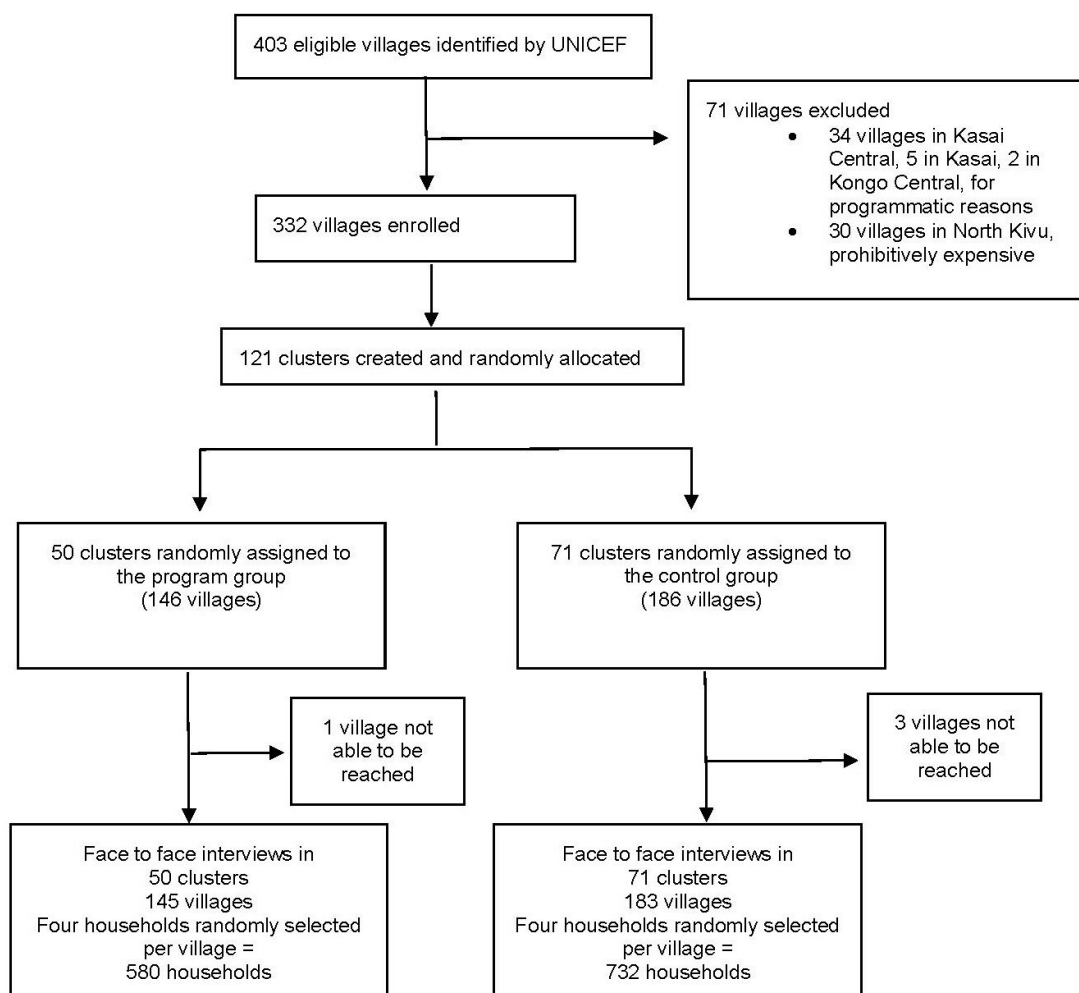 403 eligible villages identified by UNICEF
71 villages excluded
• 34 villages in Kasai
Central, 5 in Kasai, 2 in
Kongo Central, for
programmatic reasons
• 30 villages in North Kivu,
prohibitively expensive
332 villages enrolled
121 clusters created and randomly allocated
50 clusters randomly assigned to
the program group
(146 villages)
71 clusters randomly assigned to
the control group
(186 villages)
1 village not
able to be
reached
3 villages not
able to be
reached
Face to face interviews in
50 clusters
145 villages
Four households randomly selected
per village =
580 households
Face to face interviews in
71 clusters
183 villages
Four households randomly selected
per village =
732 households